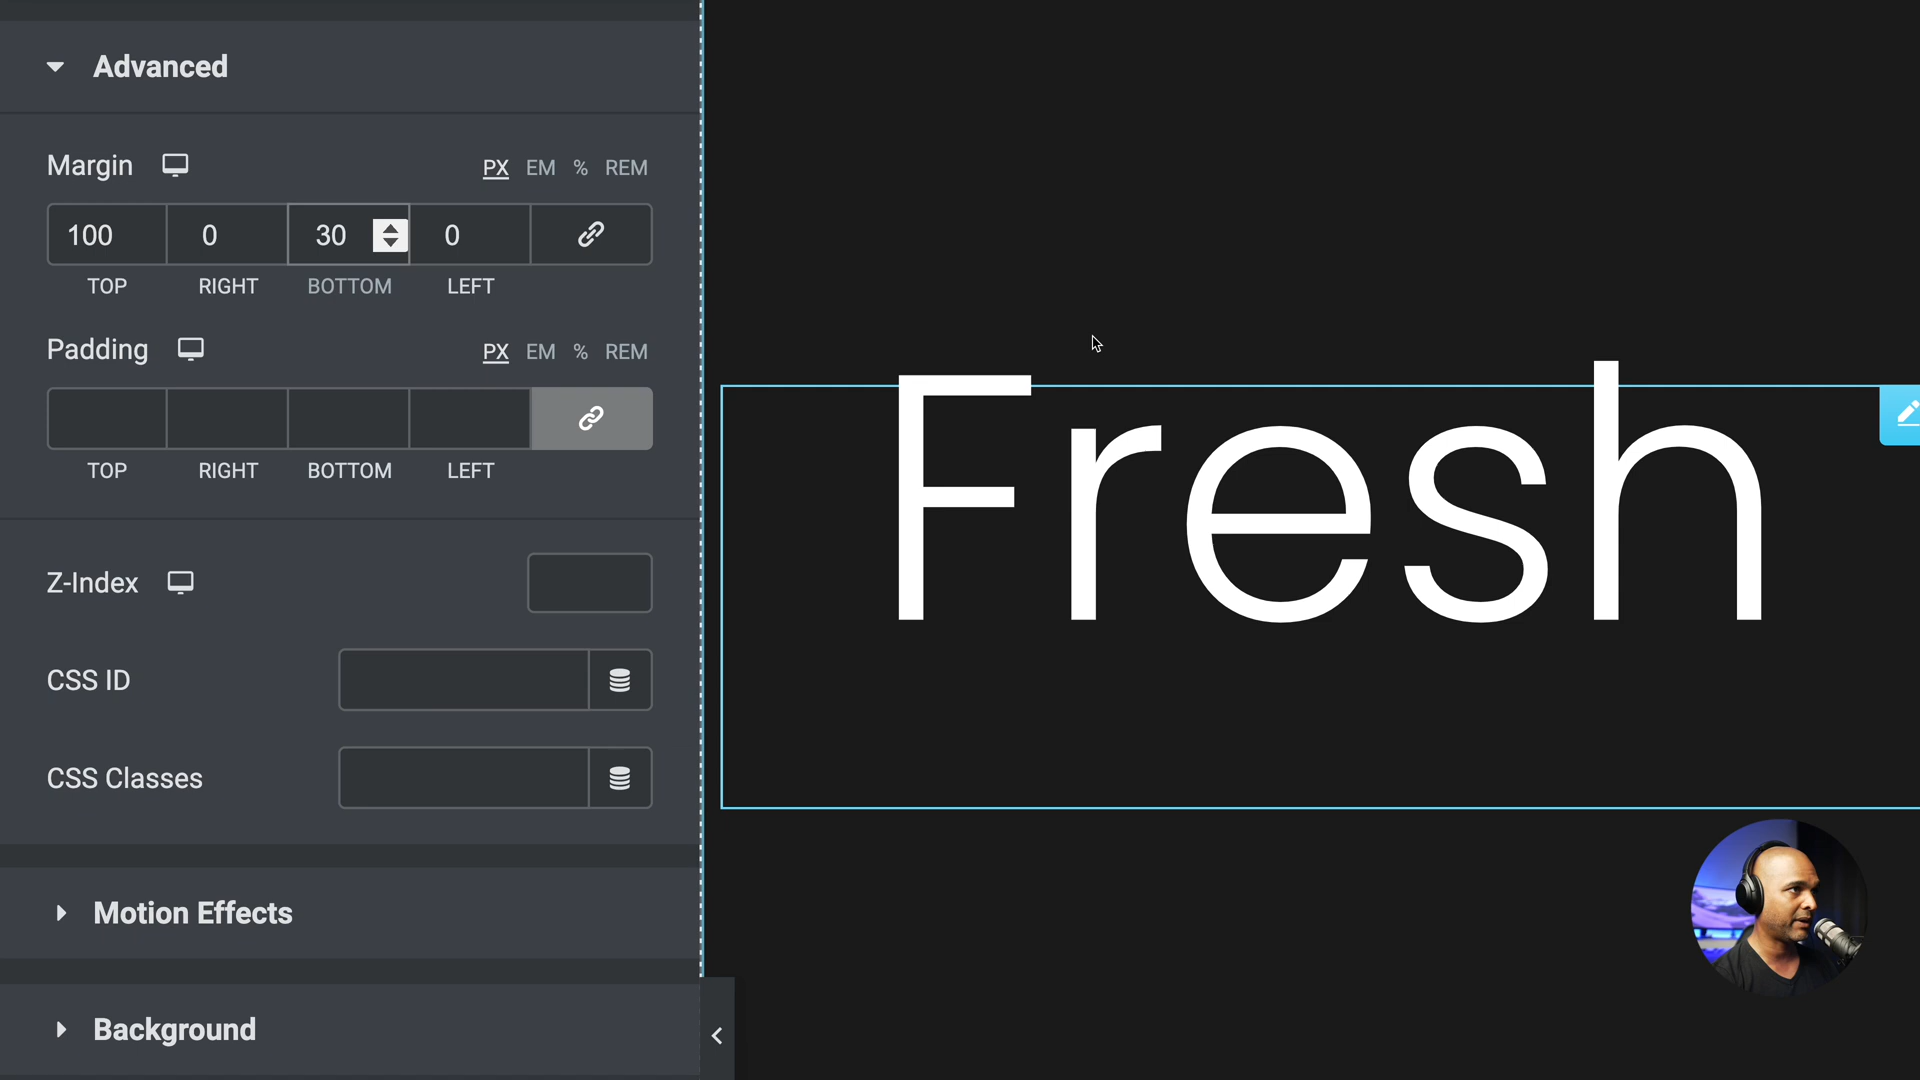 Advanced
Margin PX EM % REM
100 0 30 0
TOP RIGHT BOTTOM LEFT
Padding PX EM % REM
TOP RIGHT BOTTOM LEFT
Z-Index
CSS ID
CSS Classes
Motion Effects
Background
Fresh